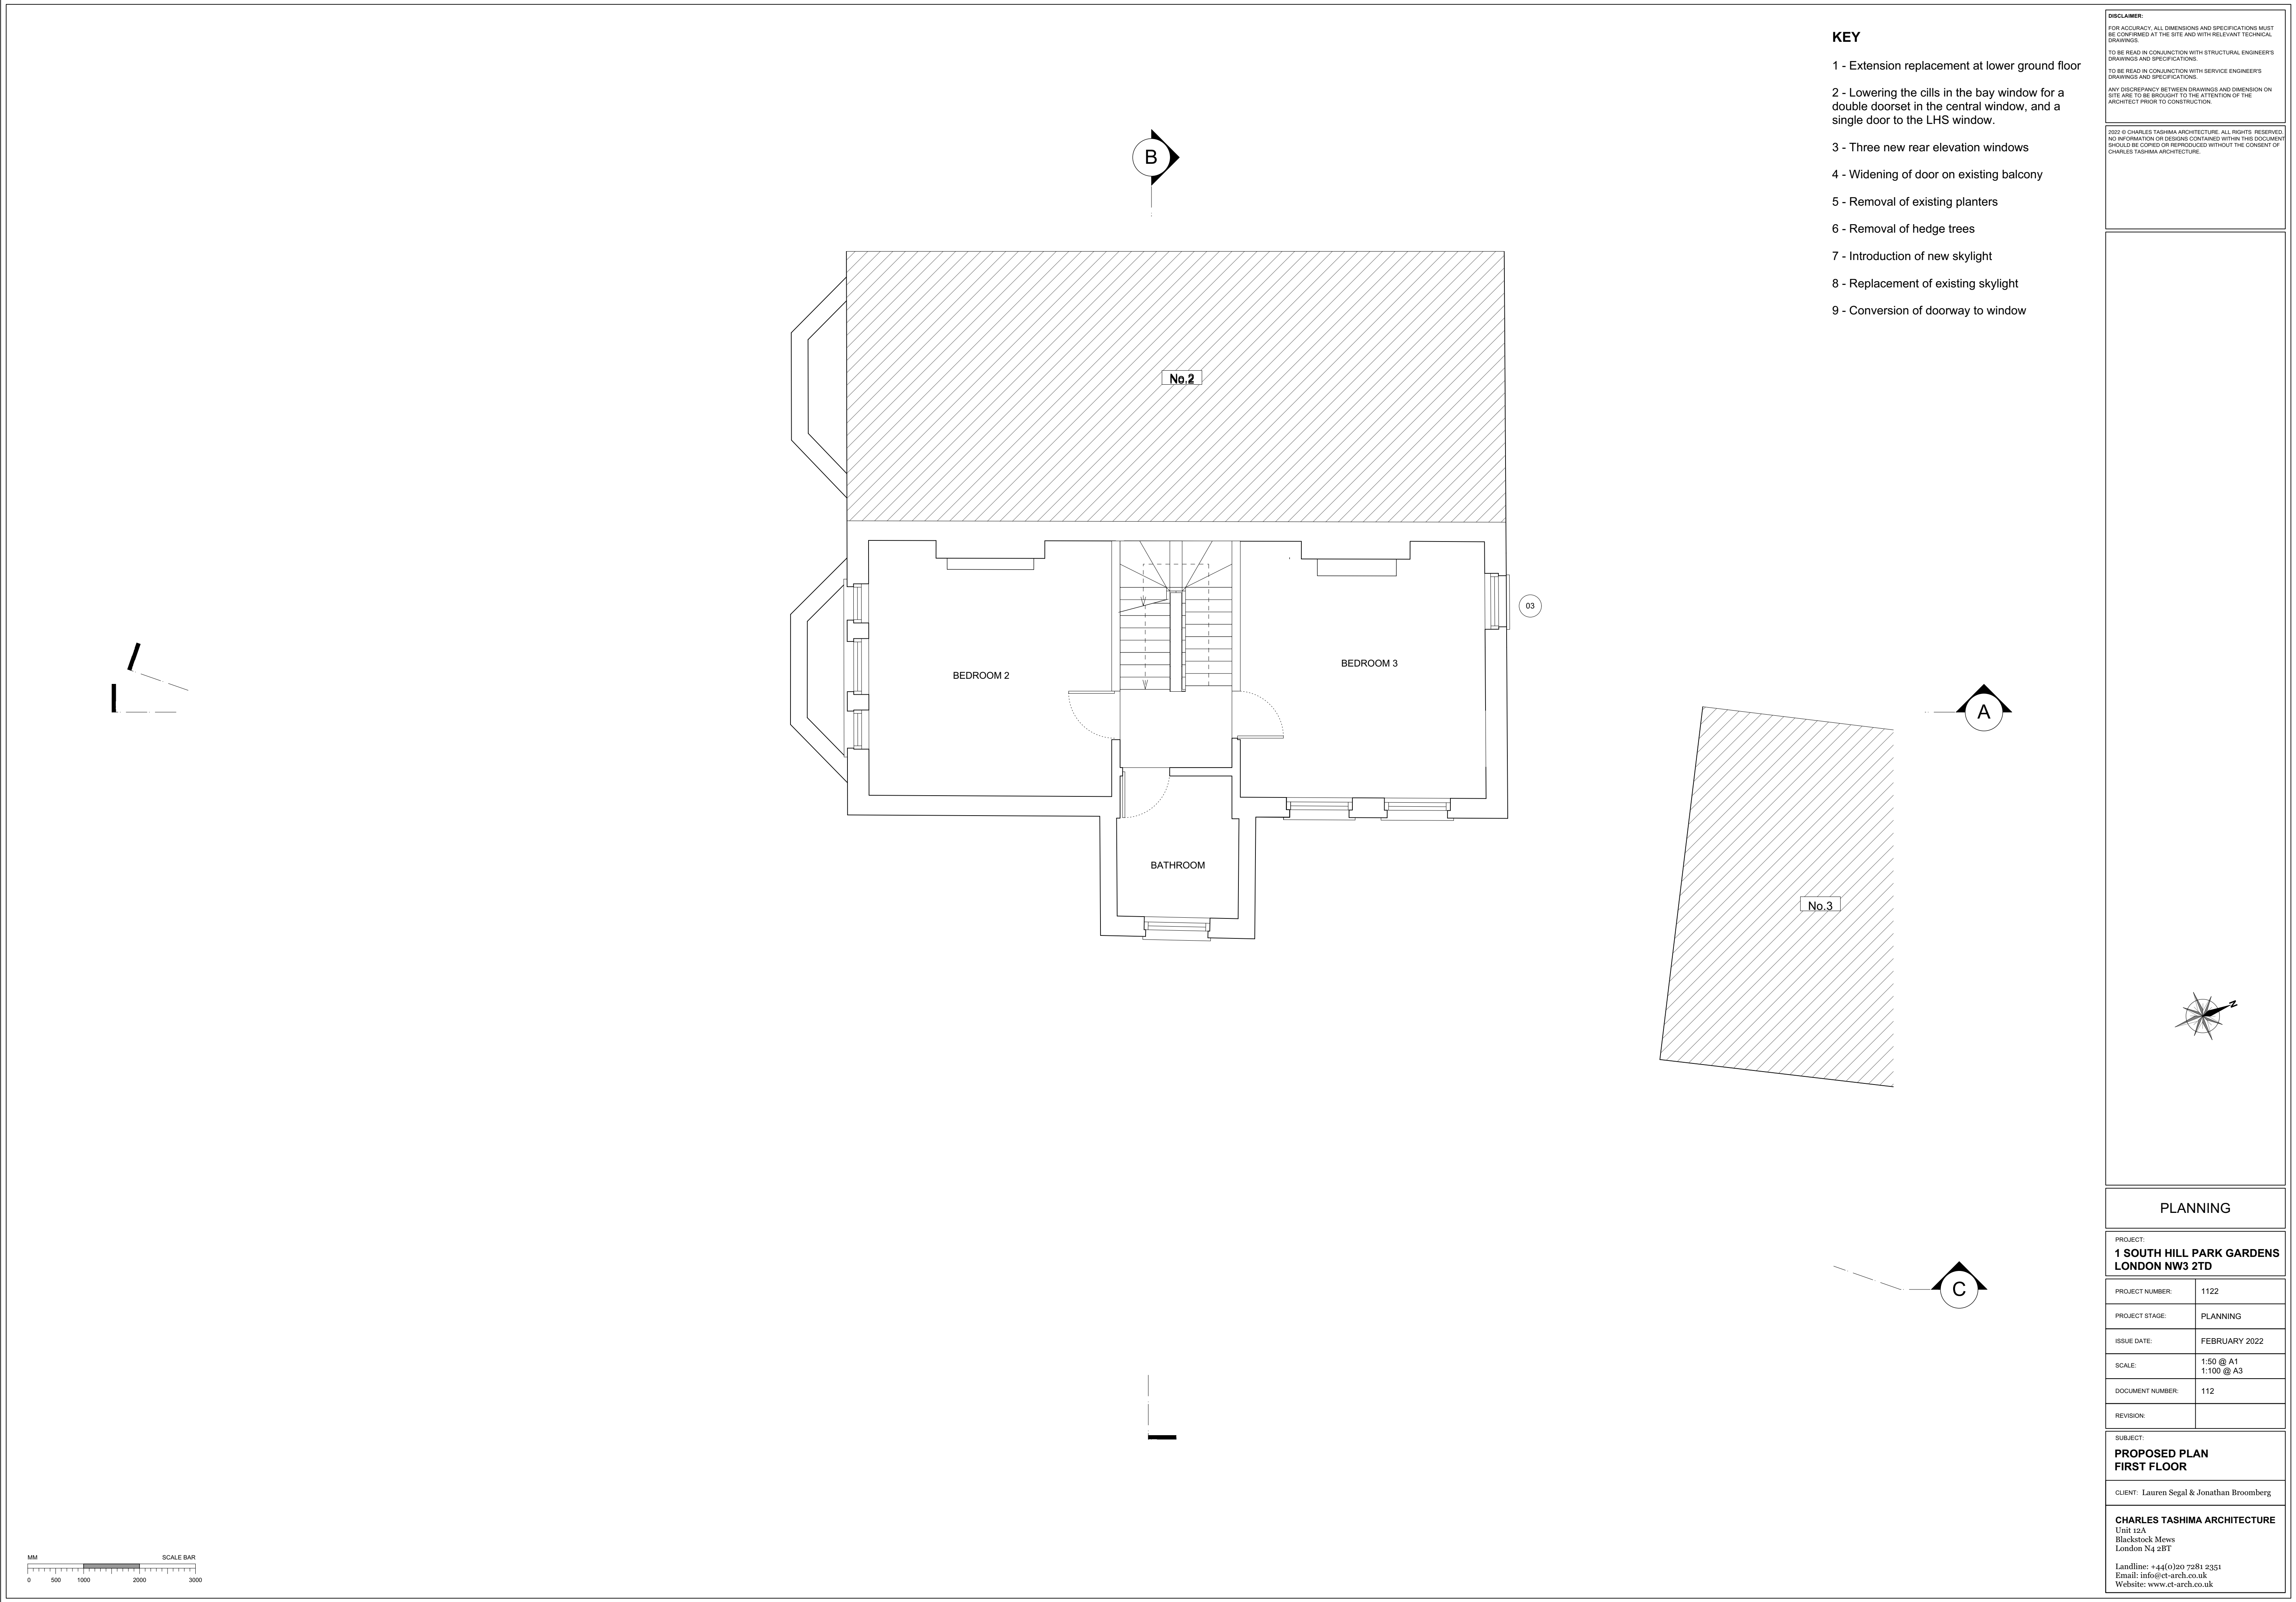 KEY
1 - Extension replacement at lower ground floor
2 - Lowering the cills in the bay window for a
double doorset in the central window, and a
single door to the LHS window.
3 - Three new rear elevation windows
4 - Widening of door on existing balcony
5 - Removal of existing planters
6 - Removal of hedge trees
7 - Introduction of new skylight
8 - Replacement of existing skylight
9 - Conversion of doorway to window
B
No.2
03
BEDROOM 2
BEDROOM 3
A
BATHROOM
No.3
C
MM
SCALE BAR
0 500 1000 2000 3000
DISCLAIMER:
FOR ACCURACY, ALL DIMENSIONS AND SPECIFICATIONS MUST
BE CONFIRMED AT THE SITE AND WITH RELEVANT TECHNICAL
DRAWINGS.
TO BE READ IN CONJUNCTION WITH STRUCTURAL ENGINEER'S
DRAWINGS AND SPECIFICATIONS.
TO BE READ IN CONJUNCTION WITH SERVICE ENGINEER'S
DRAWINGS AND SPECIFICATIONS.
ANY DISCREPANCY BETWEEN DRAWINGS AND DIMENSION ON
SITE ARE TO BE BROUGHT TO THE ATTENTION OF THE
ARCHITECT PRIOR TO CONSTRUCTION.
2022 © CHARLES TASHIMA ARCHITECTURE. ALL RIGHTS RESERVED.
NO INFORMATION OR DESIGNS CONTAINED WITHIN THIS DOCUMENT
SHOULD BE COPIED OR REPRODUCED WITHOUT THE CONSENT OF
CHARLES TASHIMA ARCHITECTURE.
N
PLANNING
PROJECT:
1 SOUTH HILL PARK GARDENS
LONDON NW3 2TD
PROJECT NUMBER: 1122
PROJECT STAGE: PLANNING
ISSUE DATE: FEBRUARY 2022
SCALE: 1:50 @ A1
1:100 @ A3
DOCUMENT NUMBER: 112
REVISION:
SUBJECT:
PROPOSED PLAN
FIRST FLOOR
CLIENT: Lauren Segal & Jonathan Broomberg
CHARLES TASHIMA ARCHITECTURE
Unit 12A
Blackstock Mews
London N4 2BT
Landline: +44(0)20 7281 2351
Email: info@ct-arch.co.uk
Website: www.ct-arch.co.uk